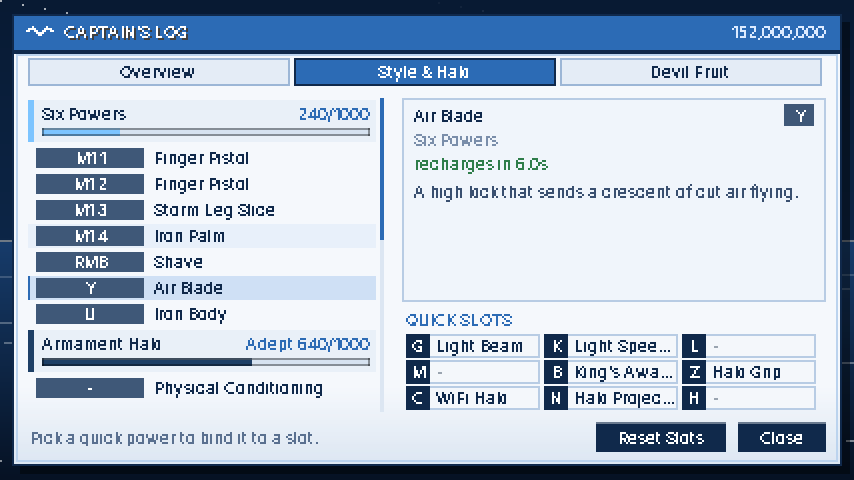 CAPTAIN'S LOG
152,000,000
Overview
Style & Haki
Devil Fruit
Six Powers 240/1000
M1 1 Finger Pistol
M1 2 Finger Pistol
M1 3 Storm Leg Slice
M1 4 Iron Palm
RMB Shave
Y Air Blade
U Iron Body
Armament Haki Adept 640/1000
- Physical Conditioning
Air Blade Y
Six Powers
recharges in 6.0s
A high kick that sends a crescent of cut air flying.
QUICK SLOTS
G Light Beam K Light Spee... L -
M - B King's Awa... Z Haki Grip
C WiFi Haki N Haki Projec... H -
Pick a quick power to bind it to a slot.
Reset Slots
Close